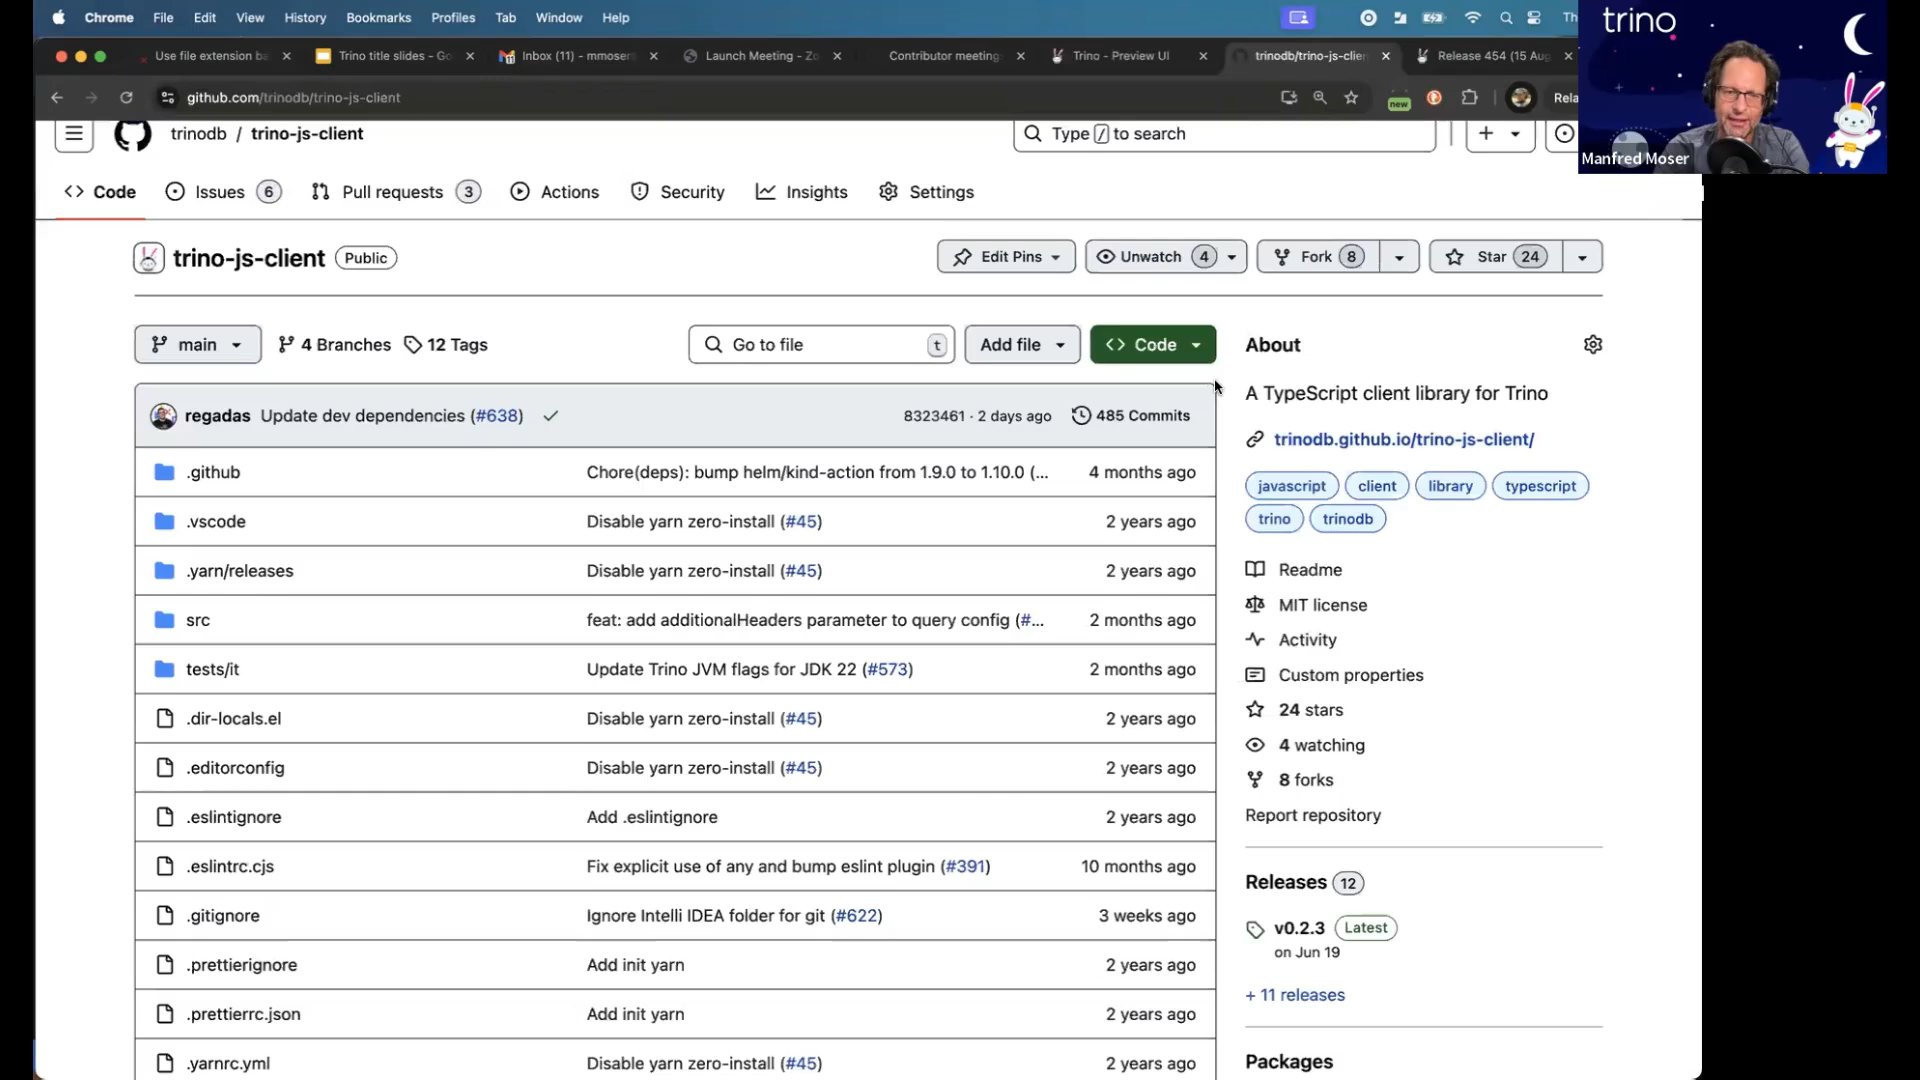 Chrome File Edit View History Bookmarks Profiles Tab Window Help Th
Use file extension ba Trino title slides - Go Inbox (11) - mmoser Launch Meeting - Zo Contributor meeting Trino - Preview UI trinodb/trino-js-clien Release 454 (15 Aug
github.com/trinodb/trino-js-client new Rela
trino
Manfred Moser
trinodb / trino-js-client Type / to search
Code Issues 6 Pull requests 3 Actions Security Insights Settings
trino-js-client Public Edit Pins Unwatch 4 Fork 8 Star 24
main 4 Branches 12 Tags Go to file t Add file Code
regadas Update dev dependencies (#638) 8323461 · 2 days ago 485 Commits
.github Chore(deps): bump helm/kind-action from 1.9.0 to 1.10.0 (... 4 months ago
.vscode Disable yarn zero-install (#45) 2 years ago
.yarn/releases Disable yarn zero-install (#45) 2 years ago
src feat: add additionalHeaders parameter to query config (#... 2 months ago
tests/it Update Trino JVM flags for JDK 22 (#573) 2 months ago
.dir-locals.el Disable yarn zero-install (#45) 2 years ago
.editorconfig Disable yarn zero-install (#45) 2 years ago
.eslintignore Add .eslintignore 2 years ago
.eslintrc.cjs Fix explicit use of any and bump eslint plugin (#391) 10 months ago
.gitignore Ignore Intelli IDEA folder for git (#622) 3 weeks ago
.prettierignore Add init yarn 2 years ago
.prettierrc.json Add init yarn 2 years ago
.yarnrc.yml Disable yarn zero-install (#45) 2 years ago
About
A TypeScript client library for Trino
trinodb.github.io/trino-js-client/
javascript client library typescript
trino trinodb
Readme
MIT license
Activity
Custom properties
24 stars
4 watching
8 forks
Report repository
Releases 12
v0.2.3 Latest
on Jun 19
+ 11 releases
Packages